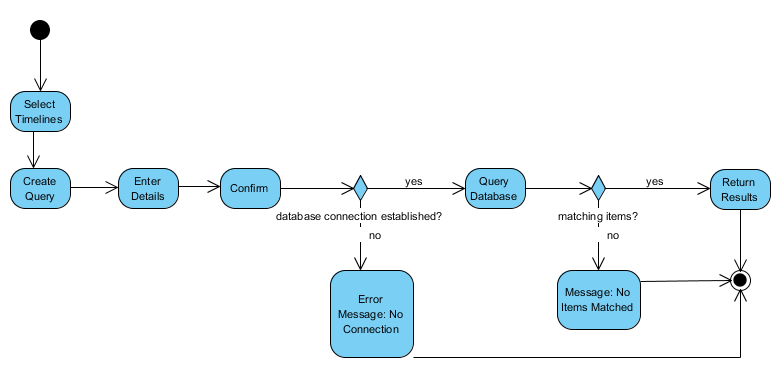 Select
Timelines
Create
Query
Enter
Details
Confirm
yes
Query
Database
yes
Return
Results
database connection established?
matching items?
no
no
Error
Message: No
Connection
Message: No
Items Matched